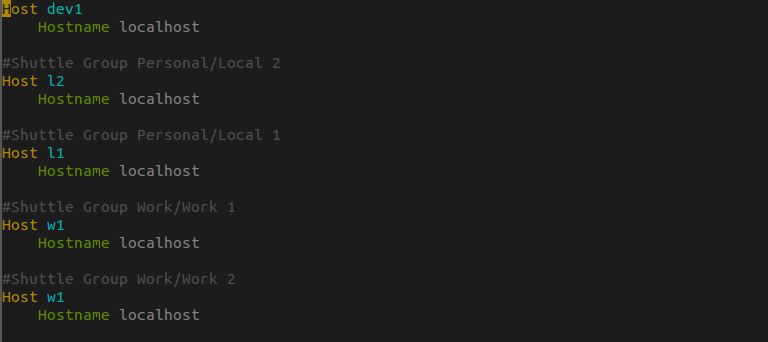 Host dev1
    Hostname localhost

#Shuttle Group Personal/Local 2
Host l2
    Hostname localhost

#Shuttle Group Personal/Local 1
Host l1
    Hostname localhost

#Shuttle Group Work/Work 1
Host w1
    Hostname localhost

#Shuttle Group Work/Work 2
Host w1
    Hostname localhost